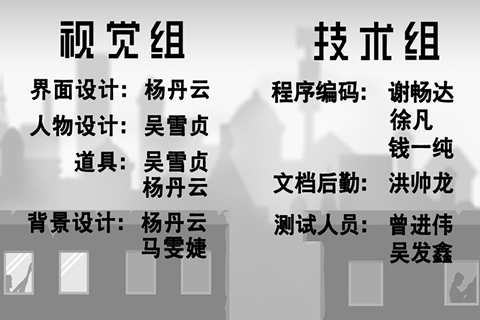 视觉组
界面设计：杨丹云
人物设计：吴雪贞
道具：吴雪贞
杨丹云
背景设计：杨丹云
马雯婕
技术组
程序编码：谢畅达
徐凡
钱一纯
文档后勤：洪帅龙
测试人员：曾进伟
吴发鑫